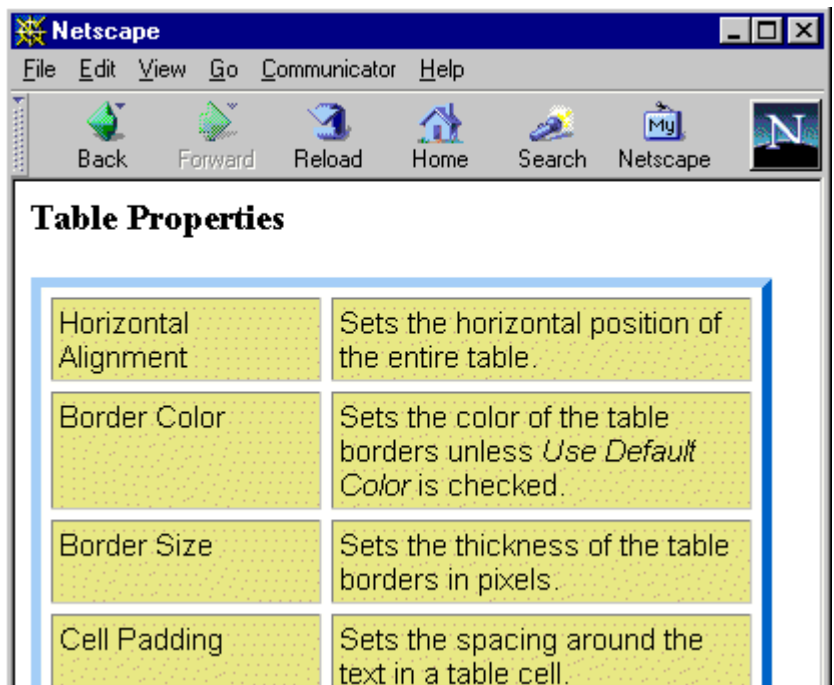 Netscape
File Edit View Go Communicator Help
My
N
Back Forward Reload Home Search Netscape
Table Properties
Horizontal
Alignment
Sets the horizontal position of
the entire table.
Border Color
Sets the color of the table
borders unless Use Default
Color is checked.
Border Size
Sets the thickness of the table
borders in pixels.
Cell Padding
Sets the spacing around the
text in a table cell.